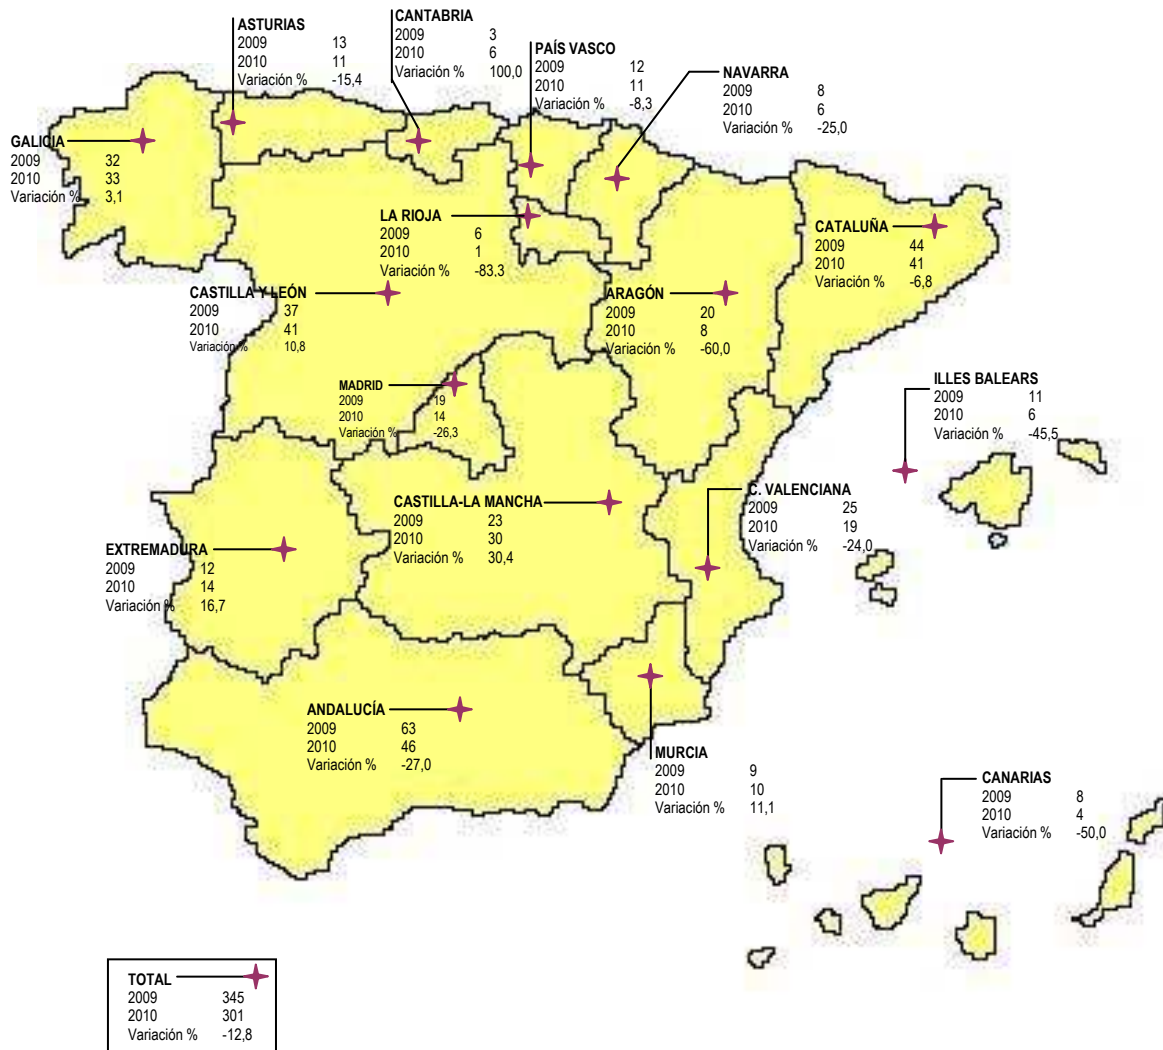 ASTURIAS
2009 13
2010 11
Variación % -15,4
CANTABRIA
2009 3
2010 6
Variación % 100,0
PAÍS VASCO
2009 12
2010 11
Variación % -8,3
NAVARRA
2009 8
2010 6
Variación % -25,0
GALICIA
2009 32
2010 33
Variación % 3,1
LA RIOJA
2009 6
2010 1
Variación % -83,3
CATALUÑA
2009 44
2010 41
Variación % -6,8
CASTILLA Y LEÓN
2009 37
2010 41
Variación % 10,8
ARAGÓN
2009 20
2010 8
Variación % -60,0
MADRID
2009 19
2010 14
Variación % -26,3
ILLES BALEARS
2009 11
2010 6
Variación % -45,5
CASTILLA-LA MANCHA
2009 23
2010 30
Variación % 30,4
C. VALENCIANA
2009 25
2010 19
Variación % -24,0
EXTREMADURA
2009 12
2010 14
Variación % 16,7
ANDALUCÍA
2009 63
2010 46
Variación % -27,0
MURCIA
2009 9
2010 10
Variación % 11,1
CANARIAS
2009 8
2010 4
Variación % -50,0
TOTAL
2009 345
2010 301
Variación % -12,8